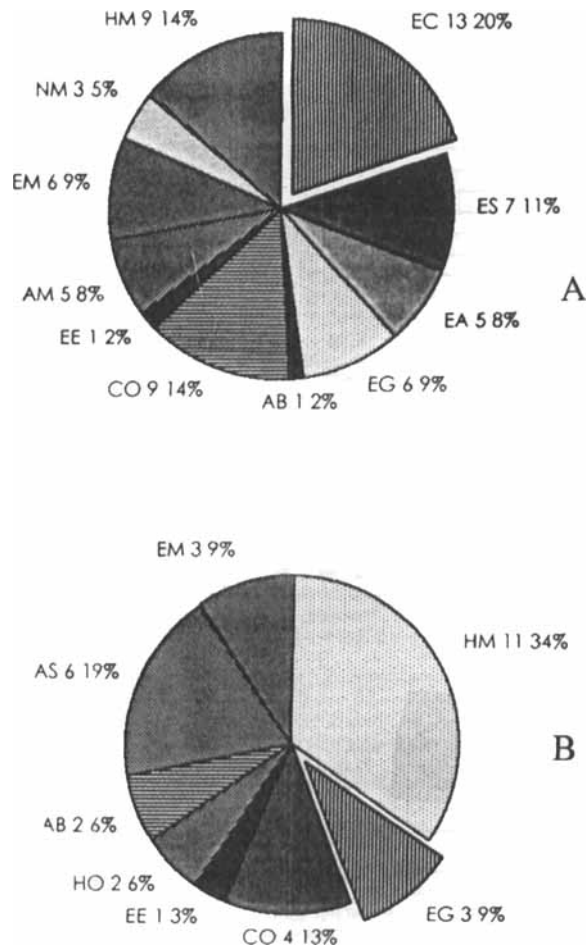 HM 9 14%
EC 13 20%
NM 3 5%
EM 6 9%
ES 7 11%
AM 5 8%
A
EE 1 2%
EA 5 8%
CO 9 14%
AB 1 2%
EG 6 9%
EM 3 9%
HM 11 34%
AS 6 19%
B
AB 2 6%
HO 2 6%
EE 1 3%
CO 4 13%
EG 3 9%